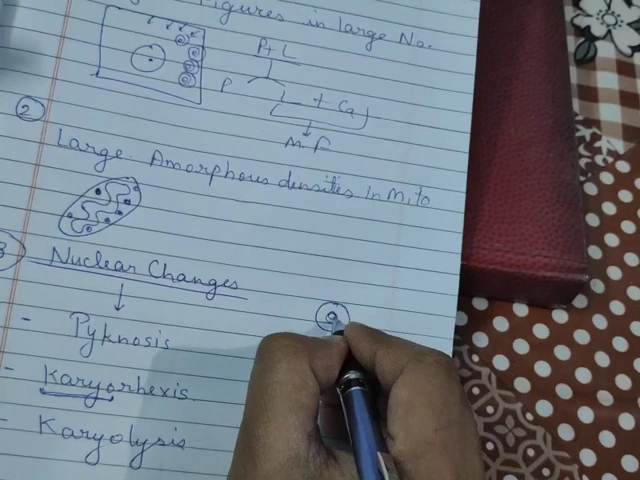 Figures in large No.
P + L
P
L + Ca
M.F
2
Large Amorphous densities in Mito
3
Nuclear Changes
- Pyknosis
- Karyorhexis
- Karyolysis